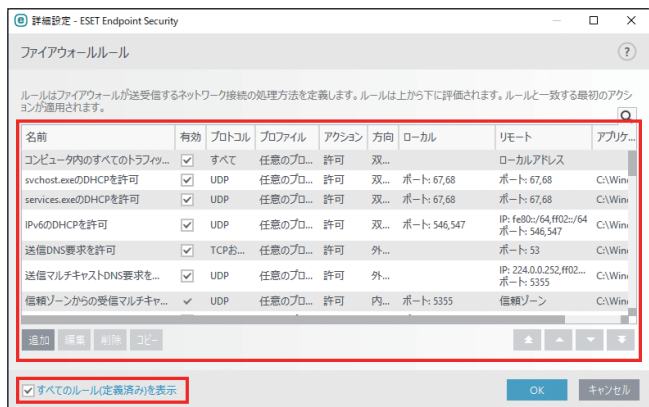 詳細設定 - ESET Endpoint Security
ファイアウォールルール
?
ルールはファイアウォールが送受信するネットワーク接続の処理方法を定義します。ルールは上から下に評価されます。ルールと一致する最初のアクシ
ョンが適用されます。
名前 有効 プロトコル プロファイル アクション 方向 ローカル リモート アプリケ...
コンピュータ内のすべてのトラフィッ... すべて 任意のプロ... 許可 双... ローカルアドレス
svchost.exeのDHCPを許可 UDP 任意のプロ... 許可 双... ポート: 67,68 ポート: 67,68 C:\Wind
services.exeのDHCPを許可 UDP 任意のプロ... 許可 双... ポート: 67,68 ポート: 67,68 C:\Wind
IPv6のDHCPを許可 UDP 任意のプロ... 許可 双... ポート: 546,547 IP: fe80::/64,ff02::/64 C:\Wind
ポート: 546,547
送信DNS要求を許可 TCPお... 任意のプロ... 許可 外... ポート: 53 C:\Wind
送信マルチキャストDNS要求を... UDP 任意のプロ... 許可 外... IP: 224.0.0.252,ff02... C:\Wind
ポート: 5355
信頼ゾーンからの受信マルチキャ... UDP 任意のプロ... 許可 内... ポート: 5355 信頼ゾーン C:\Wind
追加 編集 削除 コピー
すべてのルール(定義済み)を表示 OK キャンセル